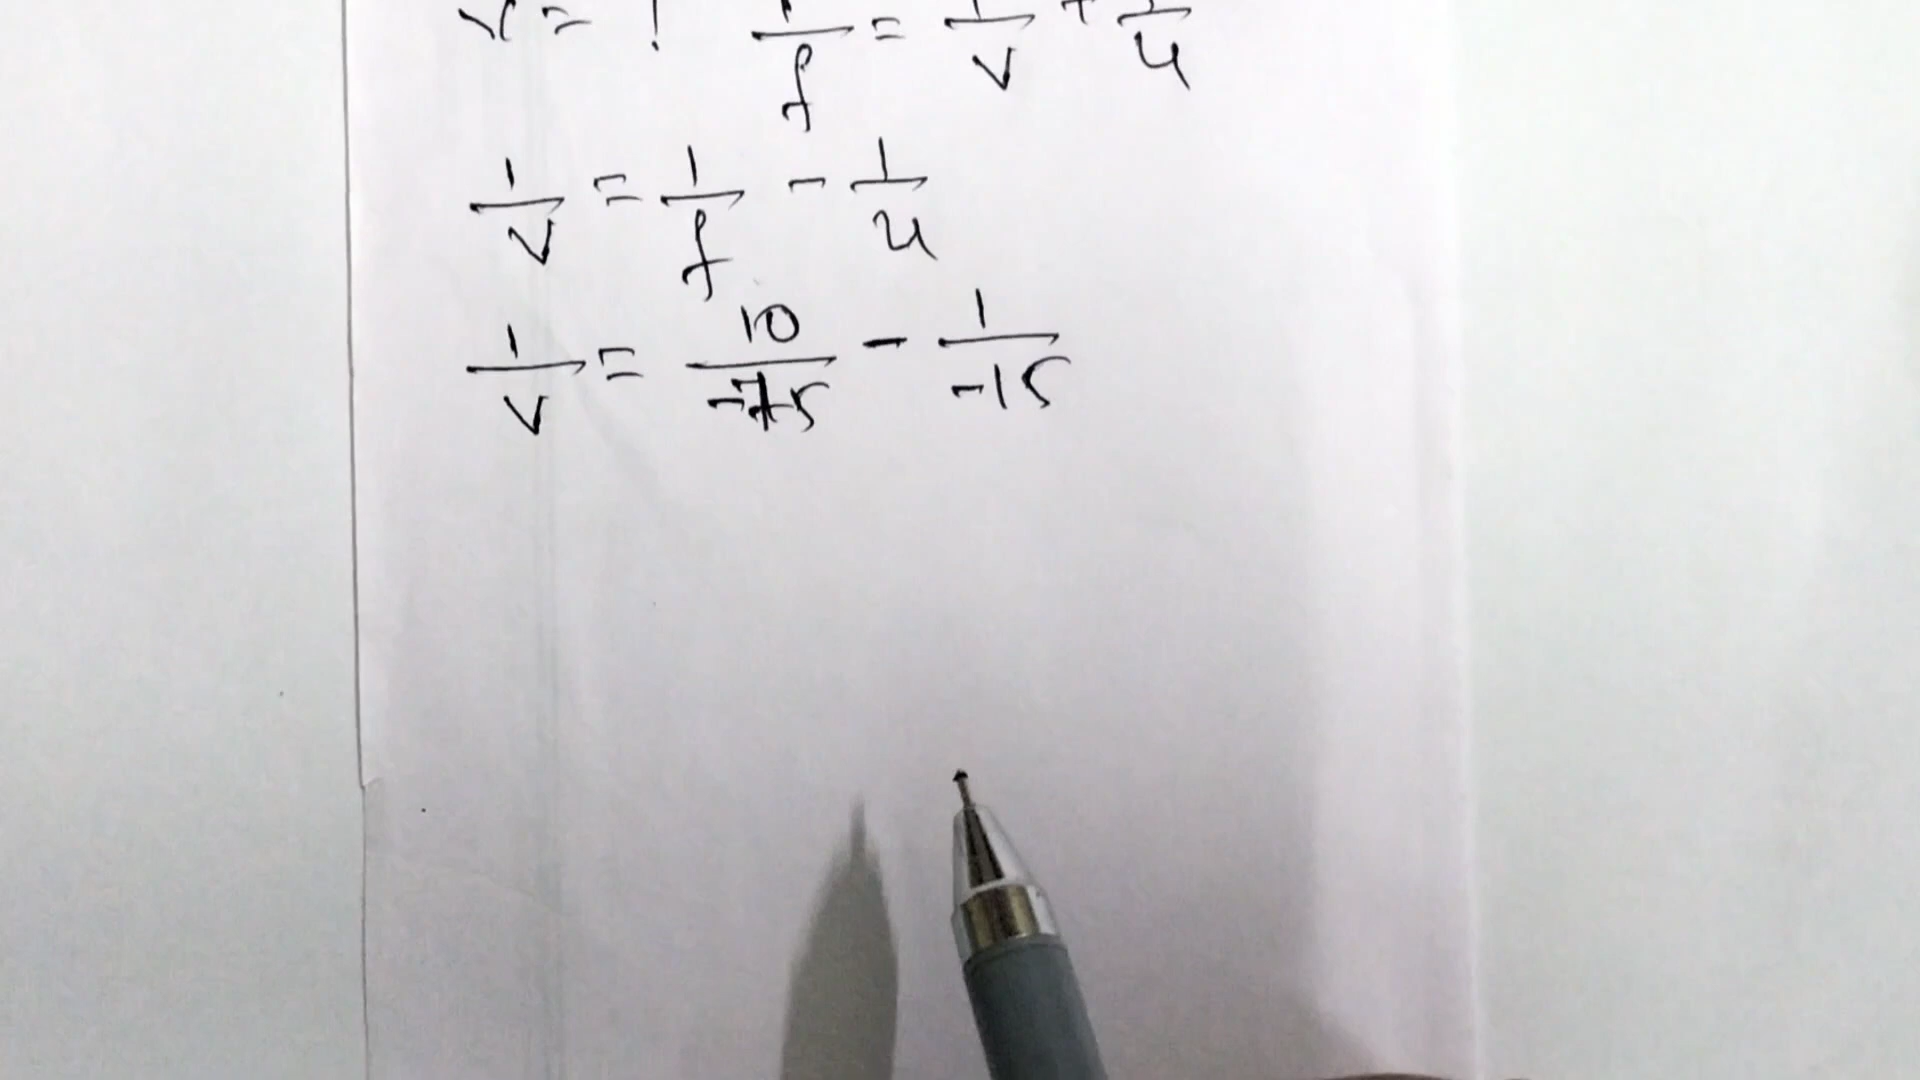 v = ? 1/f = 1/v + 1/u
1/v = 1/f - 1/u
1/v = 10/-75 - 1/-15